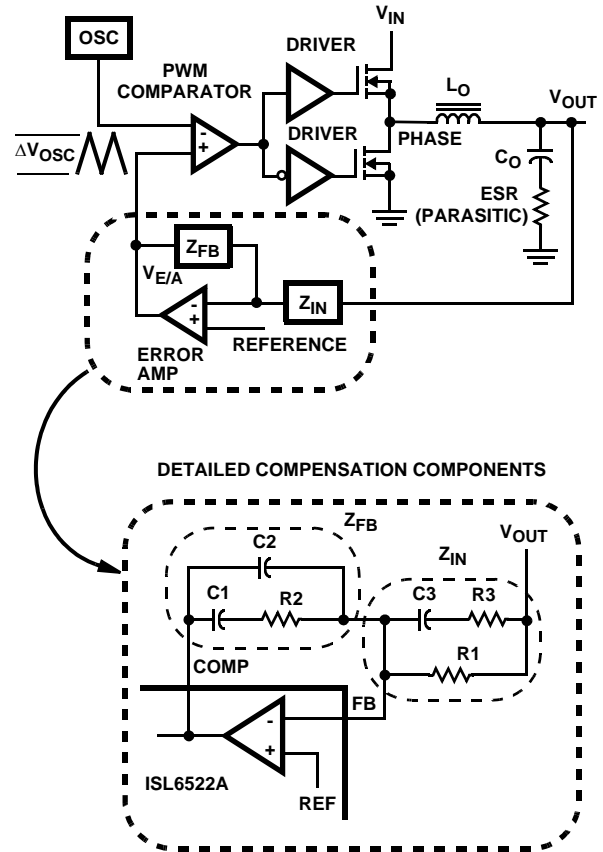 V_IN
OSC
DRIVER
PWM
COMPARATOR
L_O
V_OUT
-
+
DRIVER
PHASE
ΔV_OSC
C_O
ESR
(PARASITIC)
Z_FB
V_E/A
-
+
Z_IN
REFERENCE
ERROR
AMP
DETAILED COMPENSATION COMPONENTS
Z_FB
V_OUT
C2
Z_IN
C1
R2
C3
R3
R1
COMP
FB
-
+
ISL6522A
REF